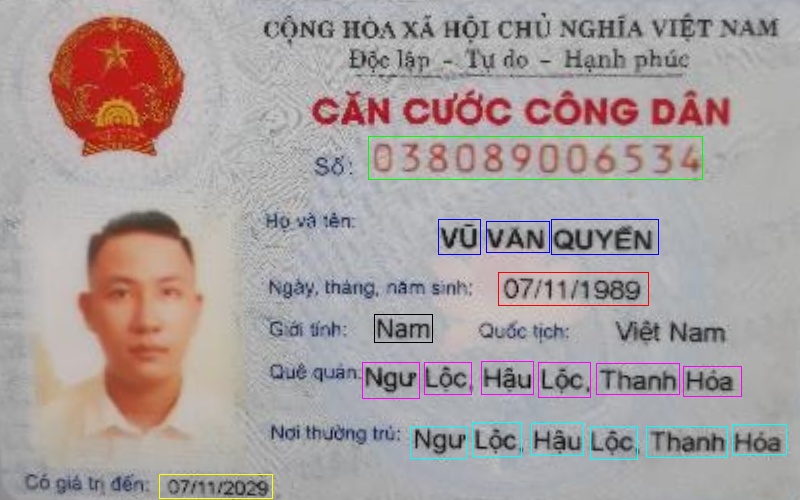 CỘNG HÒA XÃ HỘI CHỦ NGHĨA VIỆT NAM
Độc lập - Tự do - Hạnh phúc
CĂN CƯỚC CÔNG DÂN
Số: 038089006534
Họ và tên: VŨ VĂN QUYỀN
Ngày, tháng, năm sinh: 07/11/1989
Giới tính: Nam Quốc tịch: Việt Nam
Quê quán: Ngư Lộc, Hậu Lộc, Thanh Hóa
Nơi thường trú: Ngư Lộc, Hậu Lộc, Thanh Hóa
Có giá trị đến: 07/11/2029